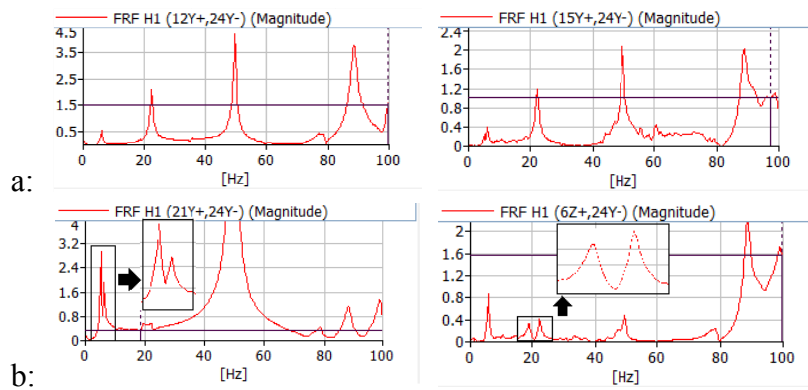 FRF H1 (12Y+,24Y-) (Magnitude)
4.5
3.5
2.5
1.5
0.5
0 20 40 60 80 100
[Hz]
FRF H1 (15Y+,24Y-) (Magnitude)
2.4
2
1.6
1.2
0.8
0.4
0
0 20 40 60 80 100
[Hz]
a:
FRF H1 (21Y+,24Y-) (Magnitude)
4
3.2
2.4
1.6
0.8
0
0 20 40 60 80 100
[Hz]
FRF H1 (6Z+,24Y-) (Magnitude)
2
1.6
1.2
0.8
0.4
0
0 20 40 60 80 100
[Hz]
b: